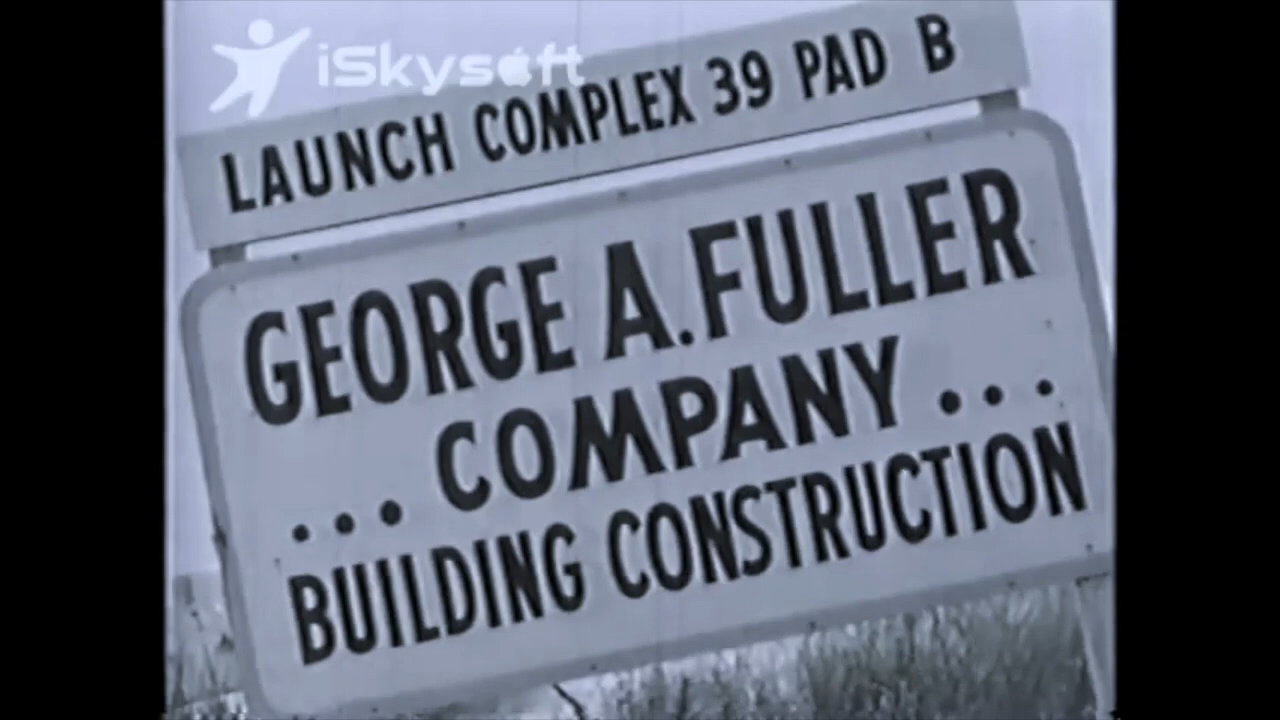 iSkysoft
LAUNCH COMPLEX 39 PAD B
GEORGE A. FULLER
... COMPANY ...
BUILDING CONSTRUCTION